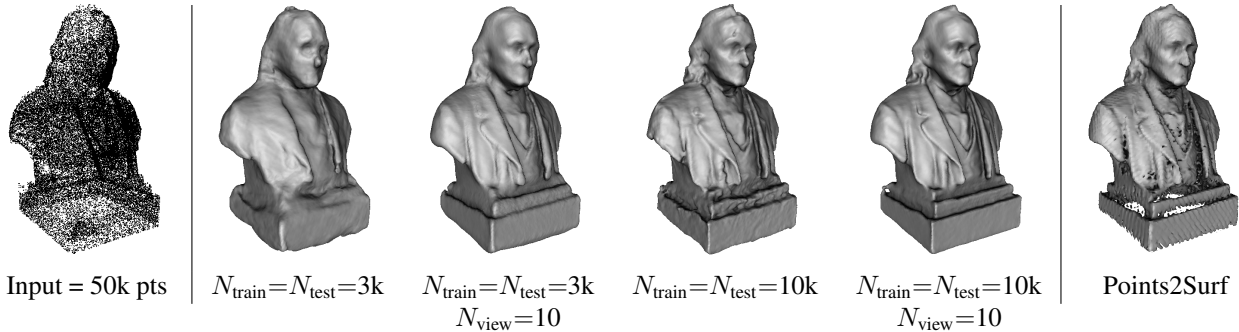 Input = 50k pts
N_train=N_test=3k
N_train=N_test=3k
N_view=10
N_train=N_test=10k
N_train=N_test=10k
N_view=10
Points2Surf